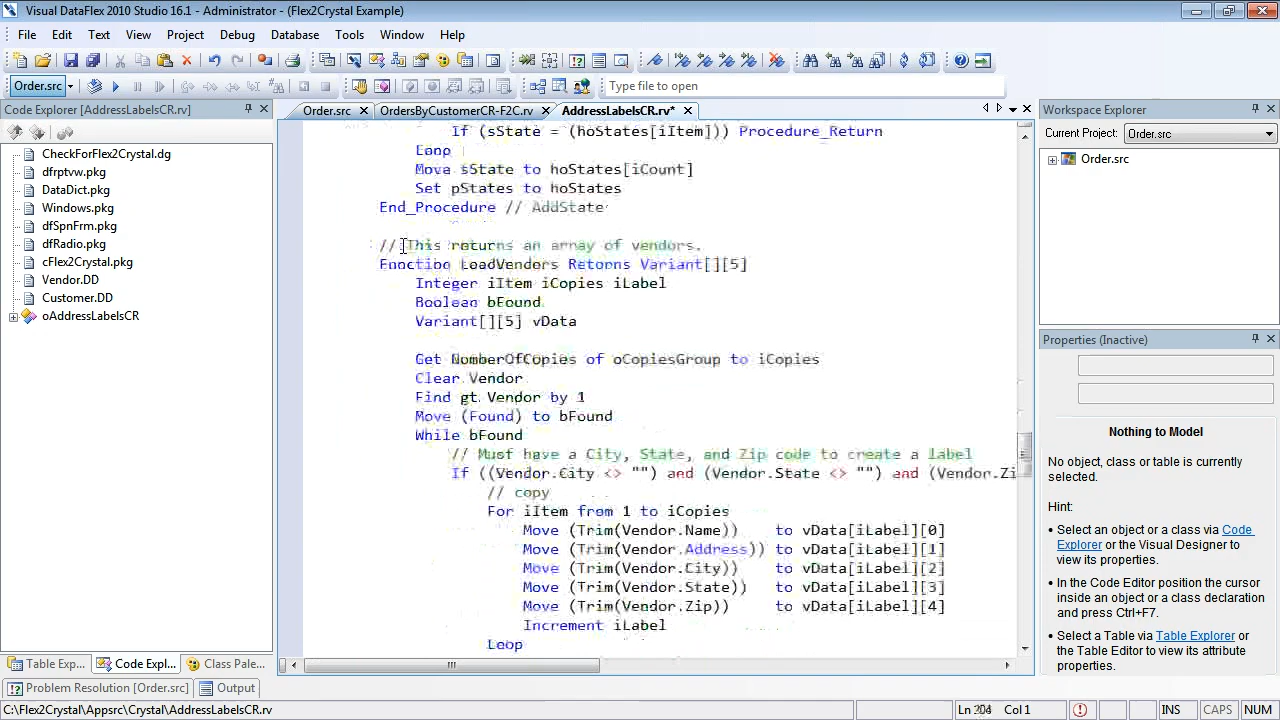 Visual DataFlex 2010 Studio 16.1 - Administrator - (Flex2Crystal Example)
File Edit Text View Project Debug Database Tools Window Help
Order.src
Type file to open
Code Explorer [AddressLabelsCR.rv]
CheckForFlex2Crystal.dg
dfrptvw.pkg
DataDict.pkg
Windows.pkg
dfSpnFrm.pkg
dfRadio.pkg
cFlex2Crystal.pkg
Vendor.DD
Customer.DD
oAddressLabelsCR
Table Exp... Code Expl... Class Pale...
Order.src OrdersByCustomerCR-F2C.rv AddressLabelsCR.rv*
If (sState = (hoStates[iItem])) Procedure_Return
Loop
Move sState to hoStates[iCount]
Set pStates to hoStates
End_Procedure // AddState
// This returns an array of vendors.
Function LoadVendors Returns Variant[][5]
Integer iItem iCopies iLabel
Boolean bFound
Variant[][5] vData
Get NumberOfCopies of oCopiesGroup to iCopies
Clear Vendor
Find gt Vendor by 1
Move (Found) to bFound
While bFound
// Must have a City, State, and Zip code to create a label
If ((Vendor.City <> "") and (Vendor.State <> "") and (Vendor.Zi
// copy
For iItem from 1 to iCopies
Move (Trim(Vendor.Name)) to vData[iLabel][0]
Move (Trim(Vendor.Address)) to vData[iLabel][1]
Move (Trim(Vendor.City)) to vData[iLabel][2]
Move (Trim(Vendor.State)) to vData[iLabel][3]
Move (Trim(Vendor.Zip)) to vData[iLabel][4]
Increment iLabel
Loop
Workspace Explorer
Current Project: Order.src
Order.src
Properties (Inactive)
Nothing to Model
No object, class or table is currently
selected.
Hint:
• Select an object or a class via Code
Explorer or the Visual Designer to
view its properties.
• In the Code Editor position the cursor
inside an object or a class declaration
and press Ctrl+F7.
• Select a Table via Table Explorer or
the Table Editor to view its attribute
properties.
Problem Resolution [Order.src] Output
C:\Flex2Crystal\Appsrc\Crystal\AddressLabelsCR.rv
Ln Col 1 INS CAPS NUM